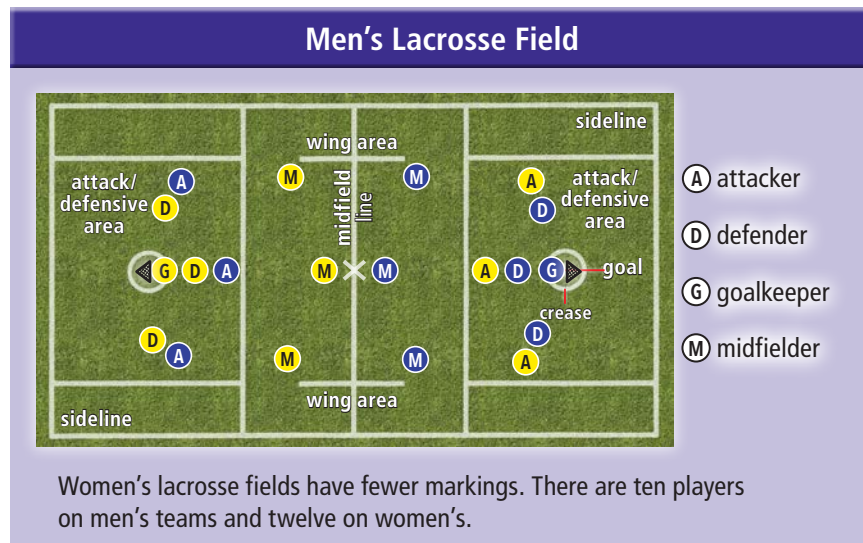 Men's Lacrosse Field
sideline
wing area
attack/
defensive
area
A
D
M
midfield
line
M
A
D
attack/
defensive
area
G
D
A
M
M
A
D
G
goal
crease
D
A
M
M
D
A
wing area
sideline
A attacker
D defender
G goalkeeper
M midfielder
Women's lacrosse fields have fewer markings. There are ten players
on men's teams and twelve on women's.